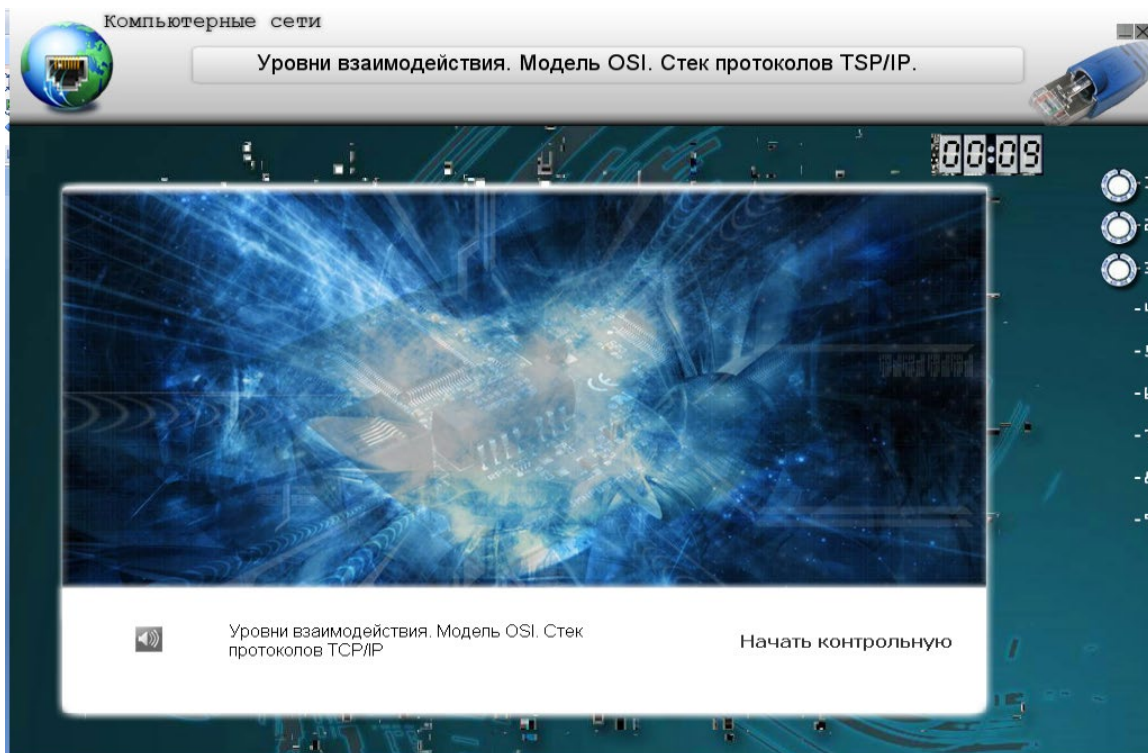 Компьютерные сети
Уровни взаимодействия. Модель OSI. Стек протоколов TSP/IP.
00:09
Уровни взаимодействия. Модель OSI. Стек
протоколов TCP/IP
Начать контрольную